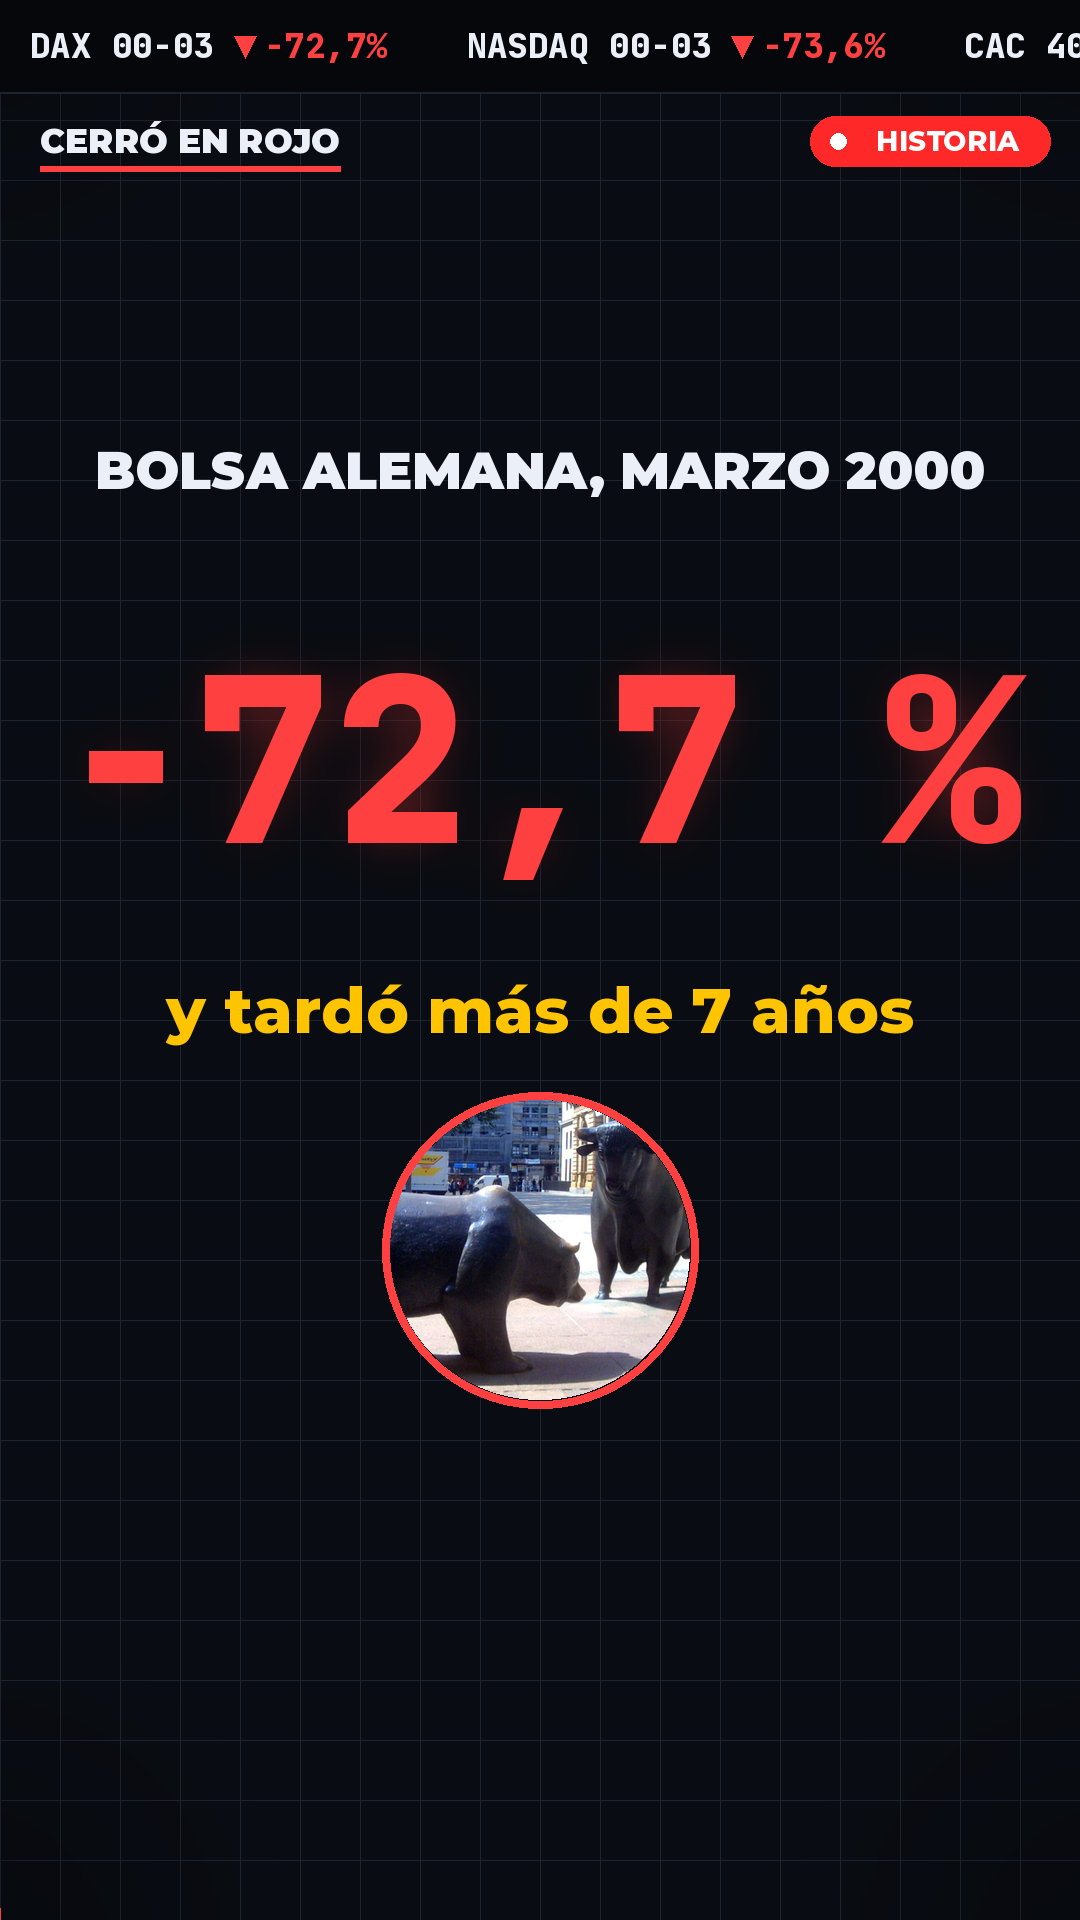 DAX 00-03 ▼ -72,7% NASDAQ 00-03 ▼ -73,6% CAC 40
CERRÓ EN ROJO
HISTORIA
BOLSA ALEMANA, MARZO 2000
-72,7 %
y tardó más de 7 años